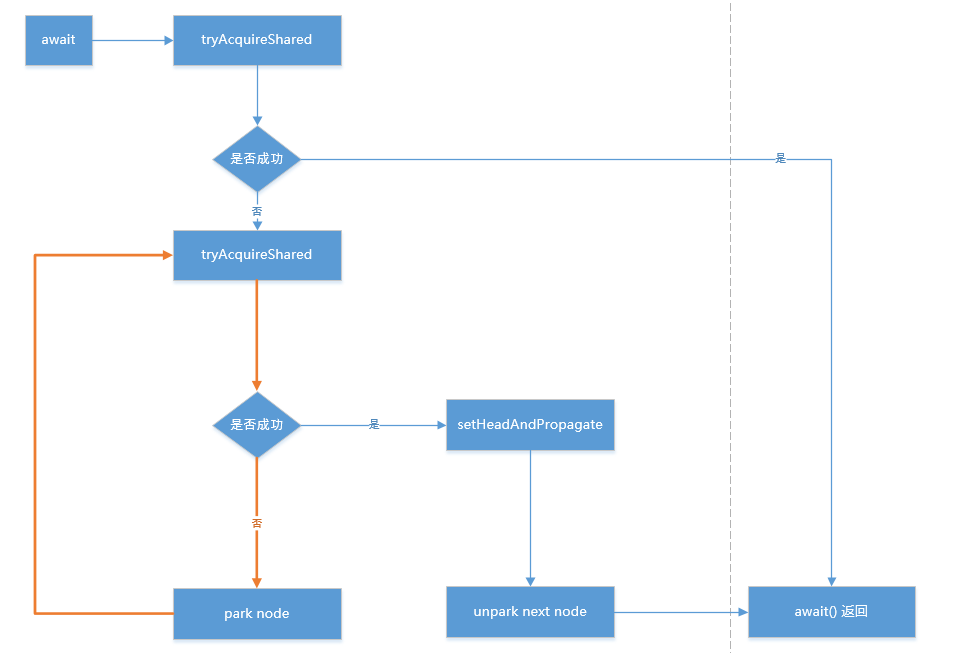 await
tryAcquireShared
是否成功
是
否
tryAcquireShared
是否成功
是
setHeadAndPropagate
否
park node
unpark next node
await() 返回